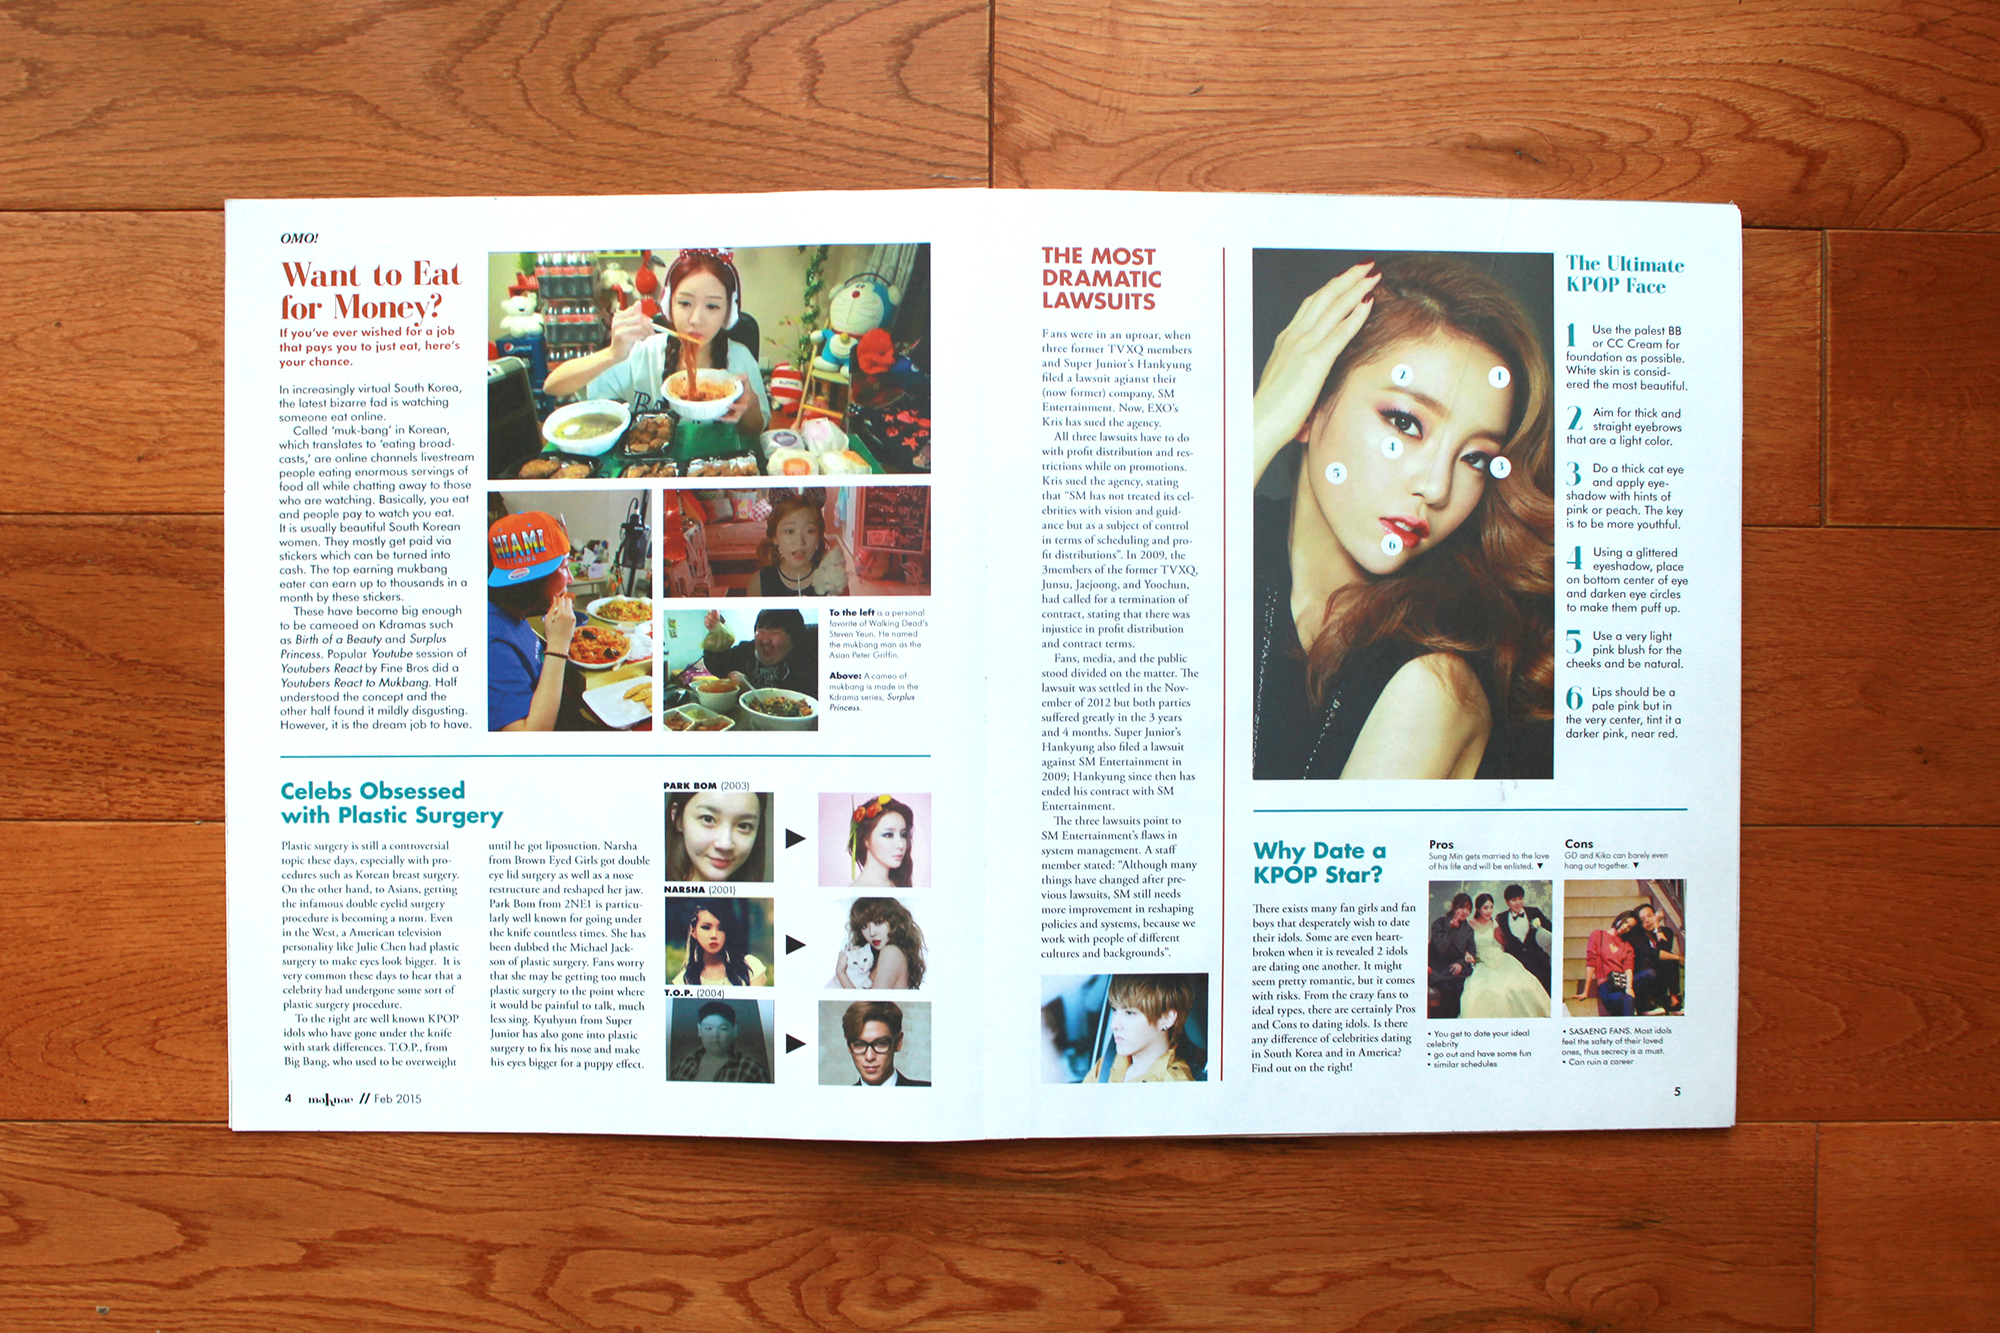 OMO!
Want to Eat
for Money?
If you've ever wished for a job
that pays you to just eat, here's
your chance.
In increasingly virtual South Korea,
the latest bizarre fad is watching
someone eat online.
Called 'muk-bang' in Korean,
which translates to 'eating broad-
casts,' are online channels livestream
people eating enormous servings of
food all while chatting away to those
who are watching. Basically, you eat
and people pay to watch you eat.
It is usually beautiful South Korean
women. They mostly get paid via
stickers which can be turned into
cash. The top earning mukbang
eater can earn up to thousands in a
month by these stickers.
These have become big enough
to be cameoed on Kdramas such
as Birth of a Beauty and Surplus
Princess. Popular Youtube session of
Youtubers React by Fine Bros did a
Youtubers React to Mukbang. Half
understood the concept and the
other half found it mildly disgusting.
However, it is the dream job to have.
MIAMI
To the left is a personal
favorite of Walking Dead's
Steven Yeun. He named
the mukbang man as the
Asian Peter Griffin.
Above: A cameo of
mukbang is made in the
Kdrama series, Surplus
Princess.
Celebs Obsessed
with Plastic Surgery
Plastic surgery is still a controversial
topic these days, especially with pro-
cedures such as Korean breast surgery.
On the other hand, to Asians, getting
the infamous double eyelid surgery
procedure is becoming a norm. Even
in the West, a American television
personality like Julie Chen had plastic
surgery to make eyes look bigger. It is
very common these days to hear that a
celebrity had undergone some sort of
plastic surgery procedure.
To the right are well known KPOP
idols who have gone under the knife
with stark differences. T.O.P., from
Big Bang, who used to be overweight
until he got liposuction. Narsha
from Brown Eyed Girls got double
eye lid surgery as well as a nose
restructure and reshaped her jaw.
Park Bom from 2NE1 is particu-
larly well known for going under
the knife countless times. She has
been dubbed the Michael Jack-
son of plastic surgery. Fans worry
that she may be getting too much
plastic surgery to the point where
it would be painful to talk, much
less sing. Kyuhyun from Super
Junior has also gone into plastic
surgery to fix his nose and make
his eyes bigger for a puppy effect.
PARK BOM (2003)
NARSHA (2001)
T.O.P. (2004)
4 maknae // Feb 2015
THE MOST
DRAMATIC
LAWSUITS
Fans were in an uproar, when
three former TVXQ members
and Super Junior's Hankyung
filed a lawsuit agianst their
(now former) company, SM
Entertainment. Now, EXO's
Kris has sued the agency.
All three lawsuits have to do
with profit distribution and res-
trictions while on promotions.
Kris sued the agency, stating
that "SM has not treated its cel-
ebrities with vision and guid-
ance but as a subject of control
in terms of scheduling and pro-
fit distributions". In 2009, the
3members of the former TVXQ,
Junsu, Jaejoong, and Yoochun,
had called for a termination of
contract, stating that there was
injustice in profit distribution
and contract terms.
Fans, media, and the public
stood divided on the matter. The
lawsuit was settled in the Nov-
ember of 2012 but both parties
suffered greatly in the 3 years
and 4 months. Super Junior's
Hankyung also filed a lawsuit
against SM Entertainment in
2009; Hankyung since then has
ended his contract with SM
Entertainment.
The three lawsuits point to
SM Entertainment's flaws in
system management. A staff
member stated: "Although many
things have changed after pre-
vious lawsuits, SM still needs
more improvement in reshaping
policies and systems, because we
work with people of different
cultures and backgrounds".
2
1
4
3
5
6
The Ultimate
KPOP Face
1 Use the palest BB
or CC Cream for
foundation as possible.
White skin is consid-
ered the most beautiful.
2 Aim for thick and
straight eyebrows
that are a light color.
3 Do a thick cat eye
and apply eye-
shadow with hints of
pink or peach. The key
is to be more youthful.
4 Using a glittered
eyeshadow, place
on bottom center of eye
and darken eye circles
to make them puff up.
5 Use a very light
pink blush for the
cheeks and be natural.
6 Lips should be a
pale pink but in
the very center, tint it a
darker pink, near red.
Why Date a
KPOP Star?
There exists many fan girls and fan
boys that desperately wish to date
their idols. Some are even heart-
broken when it is revealed 2 idols
are dating one another. It might
seem pretty romantic, but it comes
with risks. From the crazy fans to
ideal types, there are certainly Pros
and Cons to dating idols. Is there
any difference of celebrities dating
in South Korea and in America?
Find out on the right!
Pros
Sung Min gets married to the love
of his life and will be enlisted. ▼
• You get to date your ideal
celebrity
• go out and have some fun
• similar schedules
Cons
GD and Kiko can barely even
hang out together. ▼
• SASAENG FANS. Most idols
feel the safety of their loved
ones, thus secrecy is a must.
• Can ruin a career
5